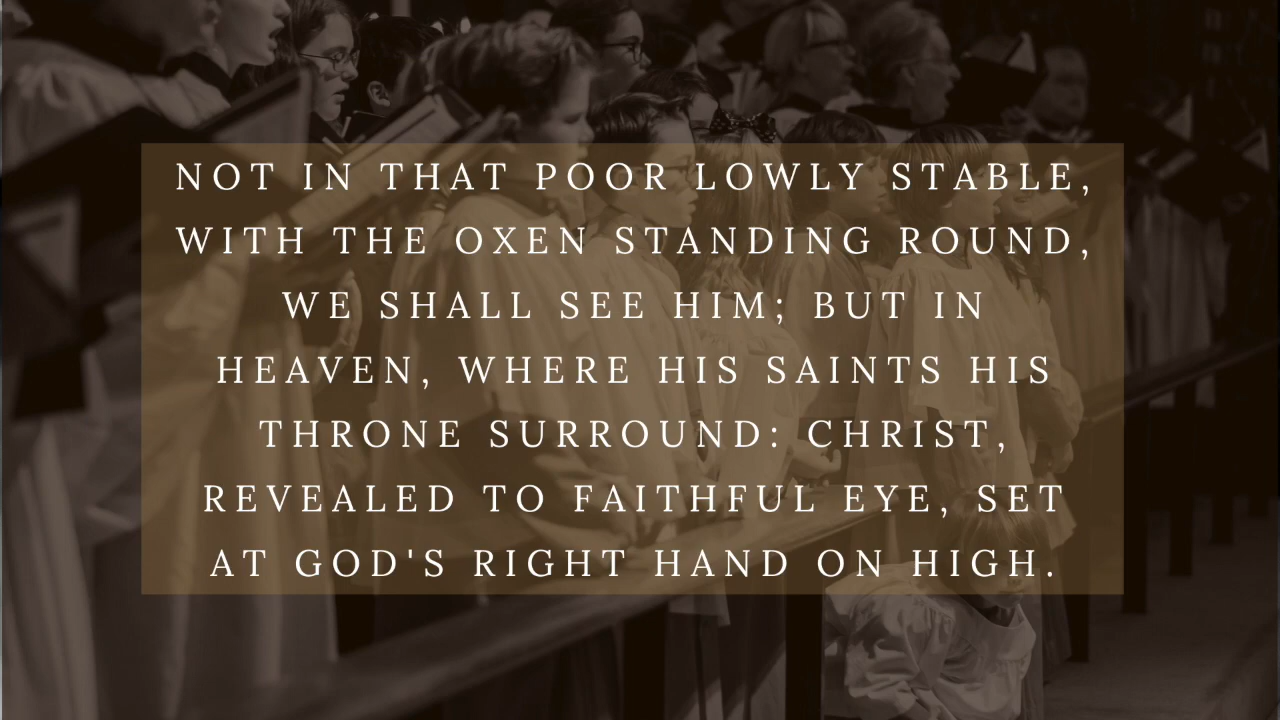 NOT IN THAT POOR LOWLY STABLE,
WITH THE OXEN STANDING ROUND,
WE SHALL SEE HIM; BUT IN
HEAVEN, WHERE HIS SAINTS HIS
THRONE SURROUND: CHRIST,
REVEALED TO FAITHFUL EYE, SET
AT GOD'S RIGHT HAND ON HIGH.